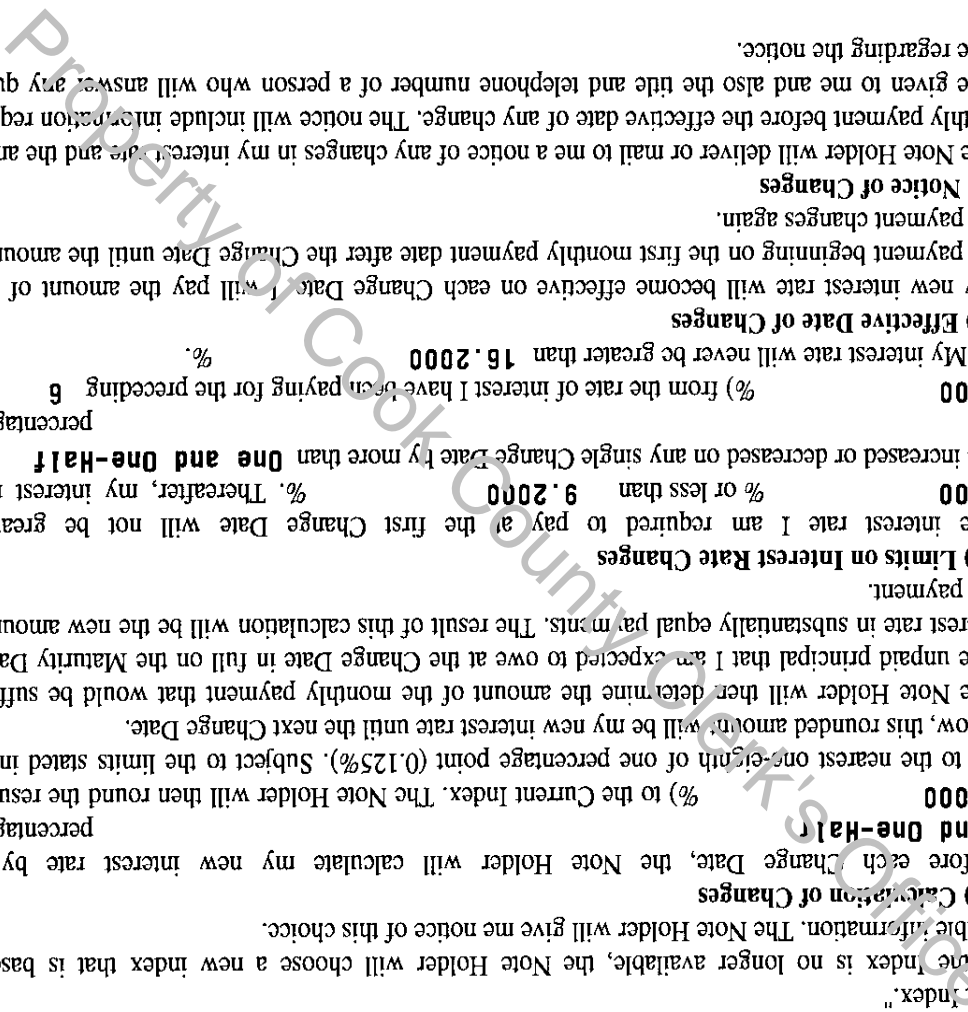 Index."
the Index is no longer available, the Note Holder will choose a new index that is base
ble information. The Note Holder will give me notice of this choice.
) Calculation of Changes
fore each Change Date, the Note Holder will calculate my new interest rate by
nd One-Half percentag
000 %) to the Current Index. The Note Holder will then round the resu
to the nearest one-eighth of one percentage point (0.125%). Subject to the limits stated in
ow, this rounded amount will be my new interest rate until the next Change Date.
e Note Holder will then determine the amount of the monthly payment that would be suff
e unpaid principal that I am expected to owe at the Change Date in full on the Maturity Da
erest rate in substantially equal payments. The result of this calculation will be the new amou
payment.
) Limits on Interest Rate Changes
e interest rate I am required to pay at the first Change Date will not be grea
00 % or less than 9.2000 %. Thereafter, my interest r
increased or decreased on any single Change Date by more than One and One-Half
percentag
00 %) from the rate of interest I have been paying for the preceding 6
My interest rate will never be greater than 16.2000 %.
) Effective Date of Changes
y new interest rate will become effective on each Change Date. I will pay the amount of
payment beginning on the first monthly payment date after the Change Date until the amoun
payment changes again.
Notice of Changes
e Note Holder will deliver or mail to me a notice of any changes in my interest rate and the am
thly payment before the effective date of any change. The notice will include information requ
e given to me and also the title and telephone number of a person who will answer any qu
e regarding the notice.
Property of Cook County Clerk's Office